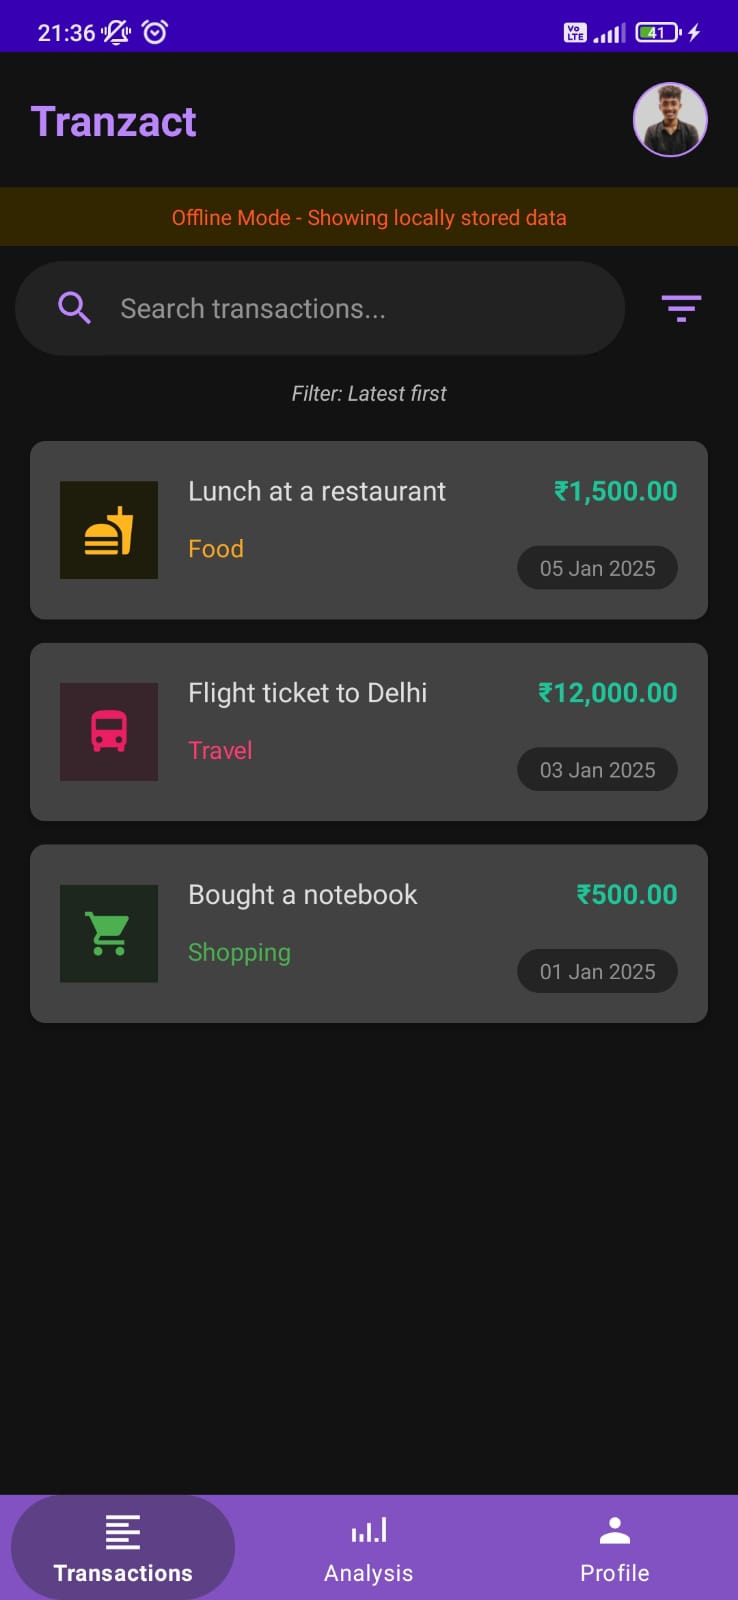 21:36
Vo
LTE
41
Tranzact
Offline Mode - Showing locally stored data
Search transactions...
Filter: Latest first
Lunch at a restaurant ₹1,500.00
Food
05 Jan 2025
Flight ticket to Delhi ₹12,000.00
Travel
03 Jan 2025
Bought a notebook ₹500.00
Shopping
01 Jan 2025
Transactions Analysis Profile